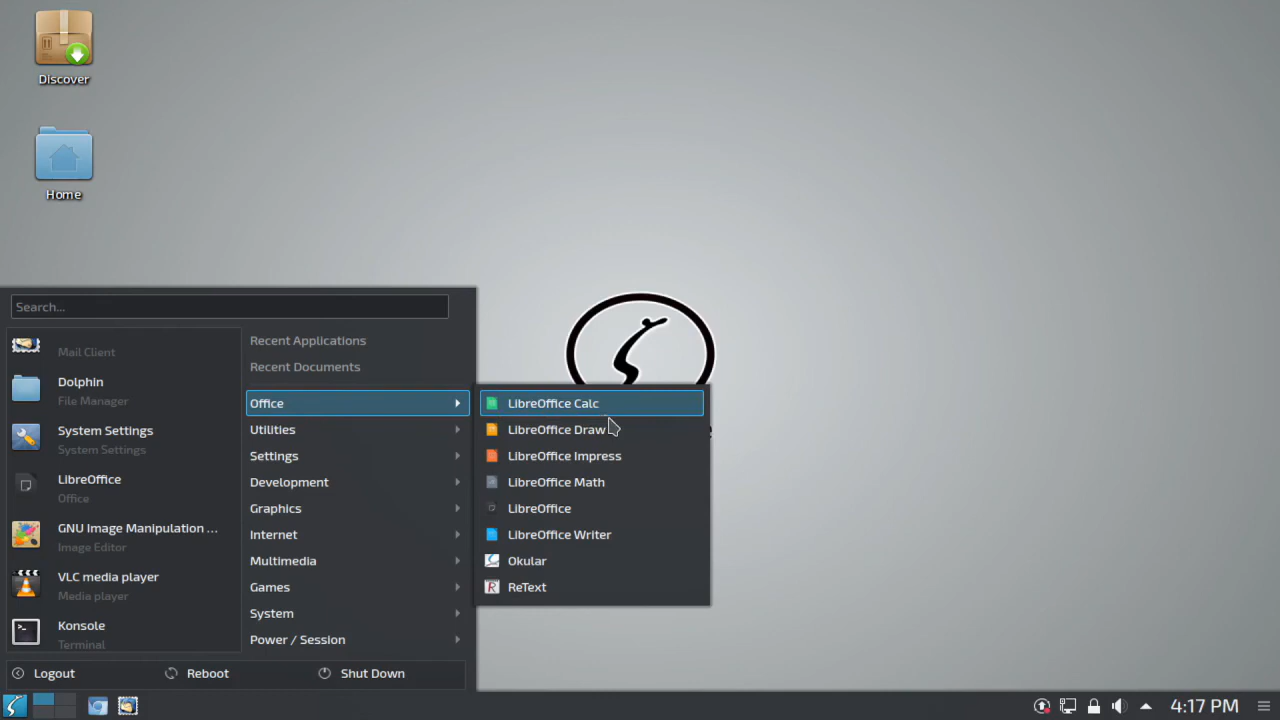 Discover
Home
Search...
Mail Client
Dolphin
File Manager
System Settings
System Settings
LibreOffice
Office
GNU Image Manipulation ...
Image Editor
VLC media player
Media player
Konsole
Terminal
Recent Applications
Recent Documents
Office
Utilities
Settings
Development
Graphics
Internet
Multimedia
Games
System
Power / Session
LibreOffice Calc
LibreOffice Draw
LibreOffice Impress
LibreOffice Math
LibreOffice
LibreOffice Writer
Okular
ReText
Logout
Reboot
Shut Down
4:17 PM